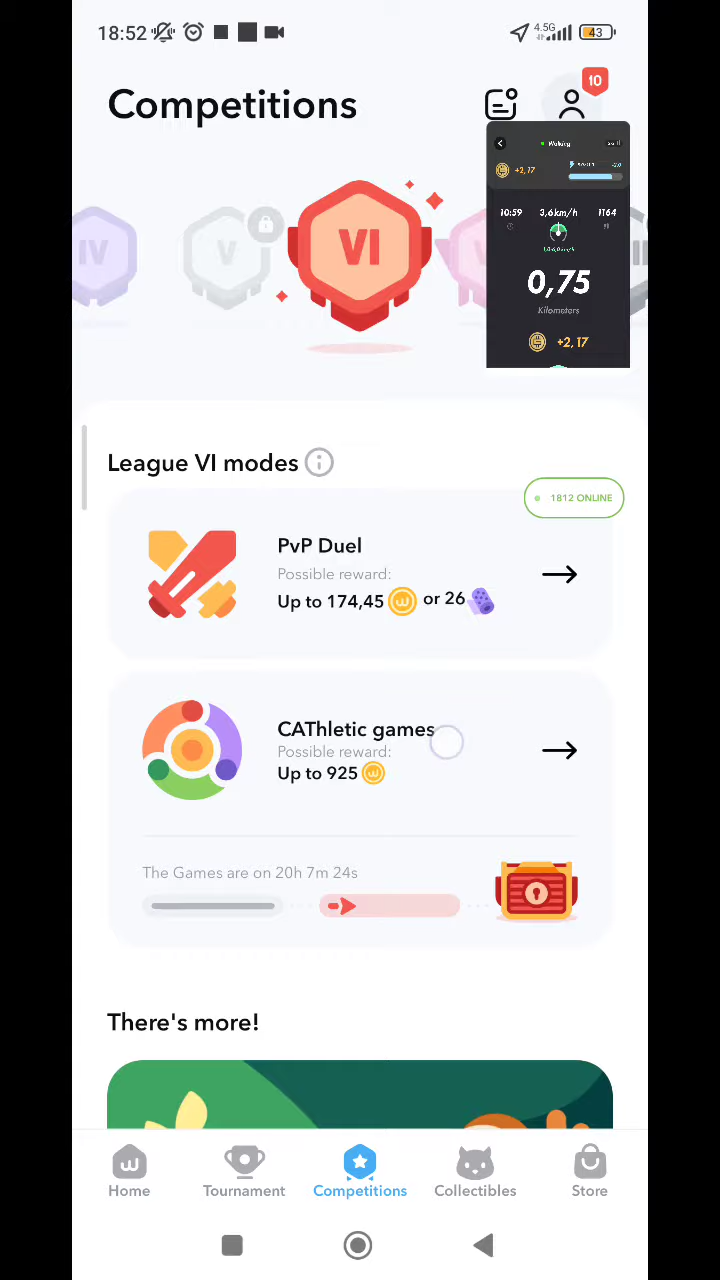 18:52
4.5G
43
Competitions
10
IV
V
VI
Walking
+2,17
10:59
3,6km/h
1164
0,75
Kilometers
+2,17
League VI modes
1812 ONLINE
PvP Duel
Possible reward:
Up to 174,45 or 26
CAThletic games
Possible reward:
Up to 925
The Games are on 20h 7m 24s
There's more!
Home
Tournament
Competitions
Collectibles
Store